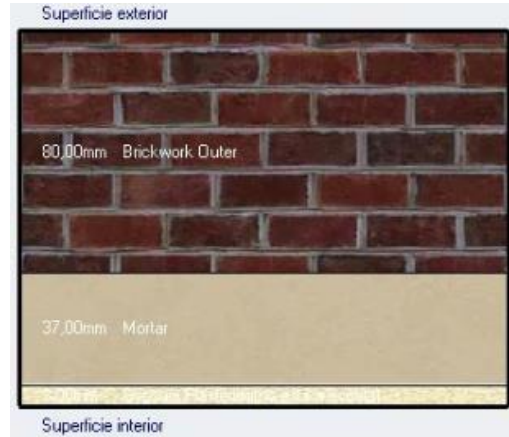 Superficie exterior
80,00mm Brickwork Outer
37,00mm Mortar
Superficie interior